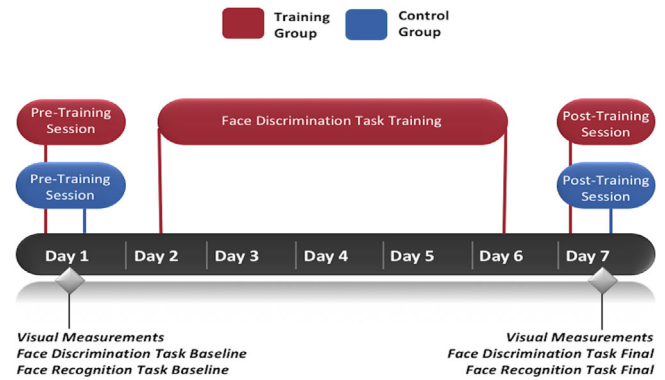 Training
Group
Control
Group
Pre-Training
Session
Face Discrimination Task Training
Post-Training
Session
Pre-Training
Session
Post-Training
Session
Day 1
Day 2
Day 3
Day 4
Day 5
Day 6
Day 7
Visual Measurements
Face Discrimination Task Baseline
Face Recognition Task Baseline
Visual Measurements
Face Discrimination Task Final
Face Recognition Task Final